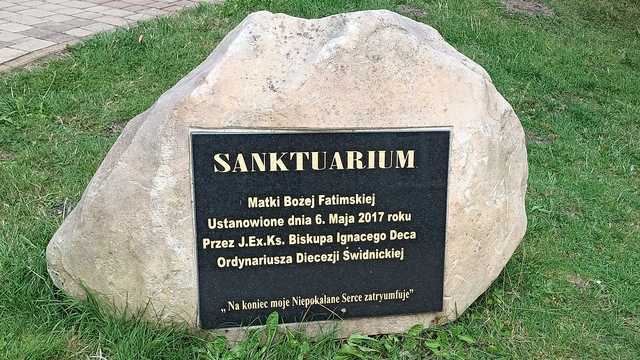 SANKTUARIUM
Matki Bożej Fatimskiej
Ustanowione dnia 6. Maja 2017 roku
Przez J.Ex.Ks. Biskupa Ignacego Deca
Ordynariusza Diecezji Świdnickiej
„ Na koniec moje Niepokalane Serce zatryumfuje”